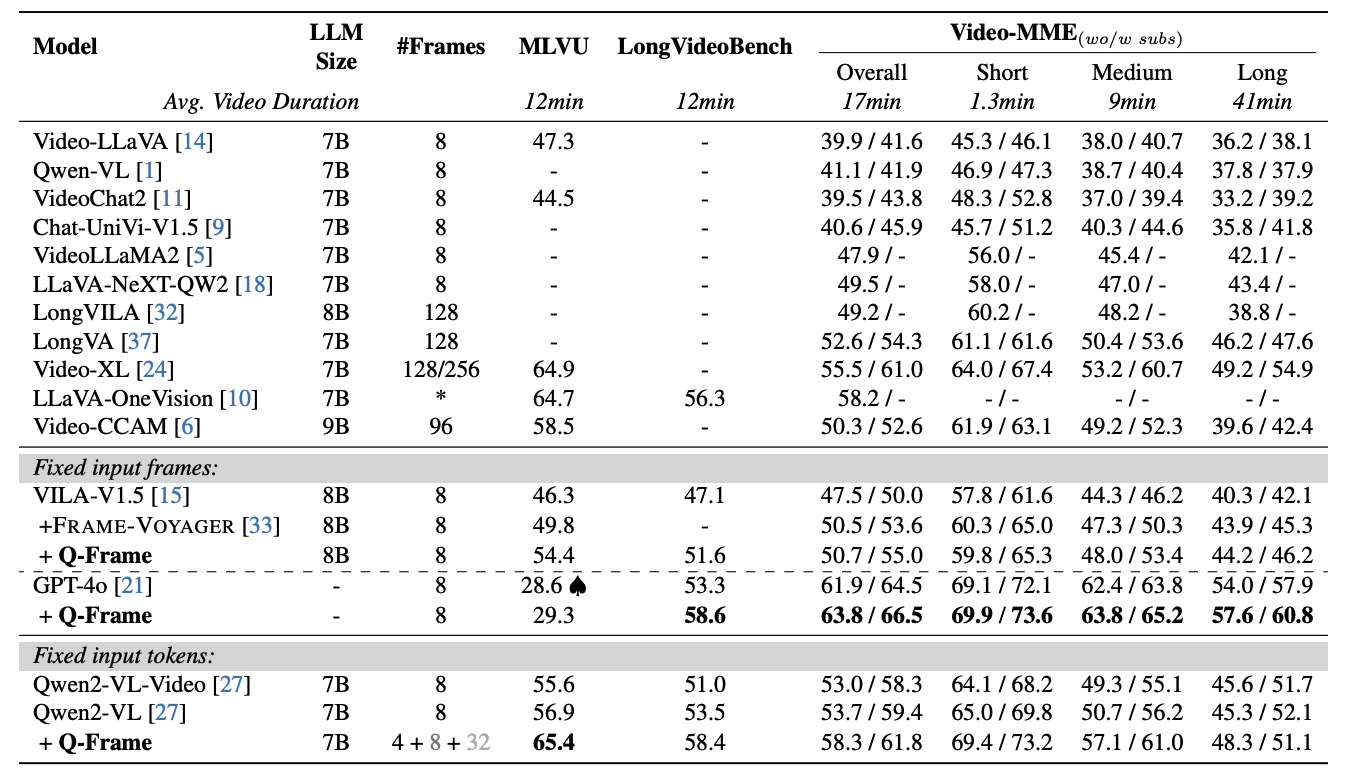 Model LLM Size #Frames MLVU LongVideoBench Video-MME(wo/w subs)
Overall Short Medium Long
Avg. Video Duration 12min 12min 17min 1.3min 9min 41min
Video-LLaVA [14] 7B 8 47.3 - 39.9 / 41.6 45.3 / 46.1 38.0 / 40.7 36.2 / 38.1
Qwen-VL [1] 7B 8 - - 41.1 / 41.9 46.9 / 47.3 38.7 / 40.4 37.8 / 37.9
VideoChat2 [11] 7B 8 44.5 - 39.5 / 43.8 48.3 / 52.8 37.0 / 39.4 33.2 / 39.2
Chat-UniVi-V1.5 [9] 7B 8 - - 40.6 / 45.9 45.7 / 51.2 40.3 / 44.6 35.8 / 41.8
VideoLLaMA2 [5] 7B 8 - - 47.9 / - 56.0 / - 45.4 / - 42.1 / -
LLaVA-NeXT-QW2 [18] 7B 8 - - 49.5 / - 58.0 / - 47.0 / - 43.4 / -
LongVILA [32] 8B 128 - - 49.2 / - 60.2 / - 48.2 / - 38.8 / -
LongVA [37] 7B 128 - - 52.6 / 54.3 61.1 / 61.6 50.4 / 53.6 46.2 / 47.6
Video-XL [24] 7B 128/256 64.9 - 55.5 / 61.0 64.0 / 67.4 53.2 / 60.7 49.2 / 54.9
LLaVA-OneVision [10] 7B * 64.7 56.3 58.2 / - - / - - / - - / -
Video-CCAM [6] 9B 96 58.5 - 50.3 / 52.6 61.9 / 63.1 49.2 / 52.3 39.6 / 42.4
Fixed input frames:
VILA-V1.5 [15] 8B 8 46.3 47.1 47.5 / 50.0 57.8 / 61.6 44.3 / 46.2 40.3 / 42.1
+FRAME-VOYAGER [33] 8B 8 49.8 - 50.5 / 53.6 60.3 / 65.0 47.3 / 50.3 43.9 / 45.3
+ Q-Frame 8B 8 54.4 51.6 50.7 / 55.0 59.8 / 65.3 48.0 / 53.4 44.2 / 46.2
GPT-4o [21] - 8 28.6 ♠ 53.3 61.9 / 64.5 69.1 / 72.1 62.4 / 63.8 54.0 / 57.9
+ Q-Frame - 8 29.3 58.6 63.8 / 66.5 69.9 / 73.6 63.8 / 65.2 57.6 / 60.8
Fixed input tokens:
Qwen2-VL-Video [27] 7B 8 55.6 51.0 53.0 / 58.3 64.1 / 68.2 49.3 / 55.1 45.6 / 51.7
Qwen2-VL [27] 7B 8 56.9 53.5 53.7 / 59.4 65.0 / 69.8 50.7 / 56.2 45.3 / 52.1
+ Q-Frame 7B 4 + 8 + 32 65.4 58.4 58.3 / 61.8 69.4 / 73.2 57.1 / 61.0 48.3 / 51.1